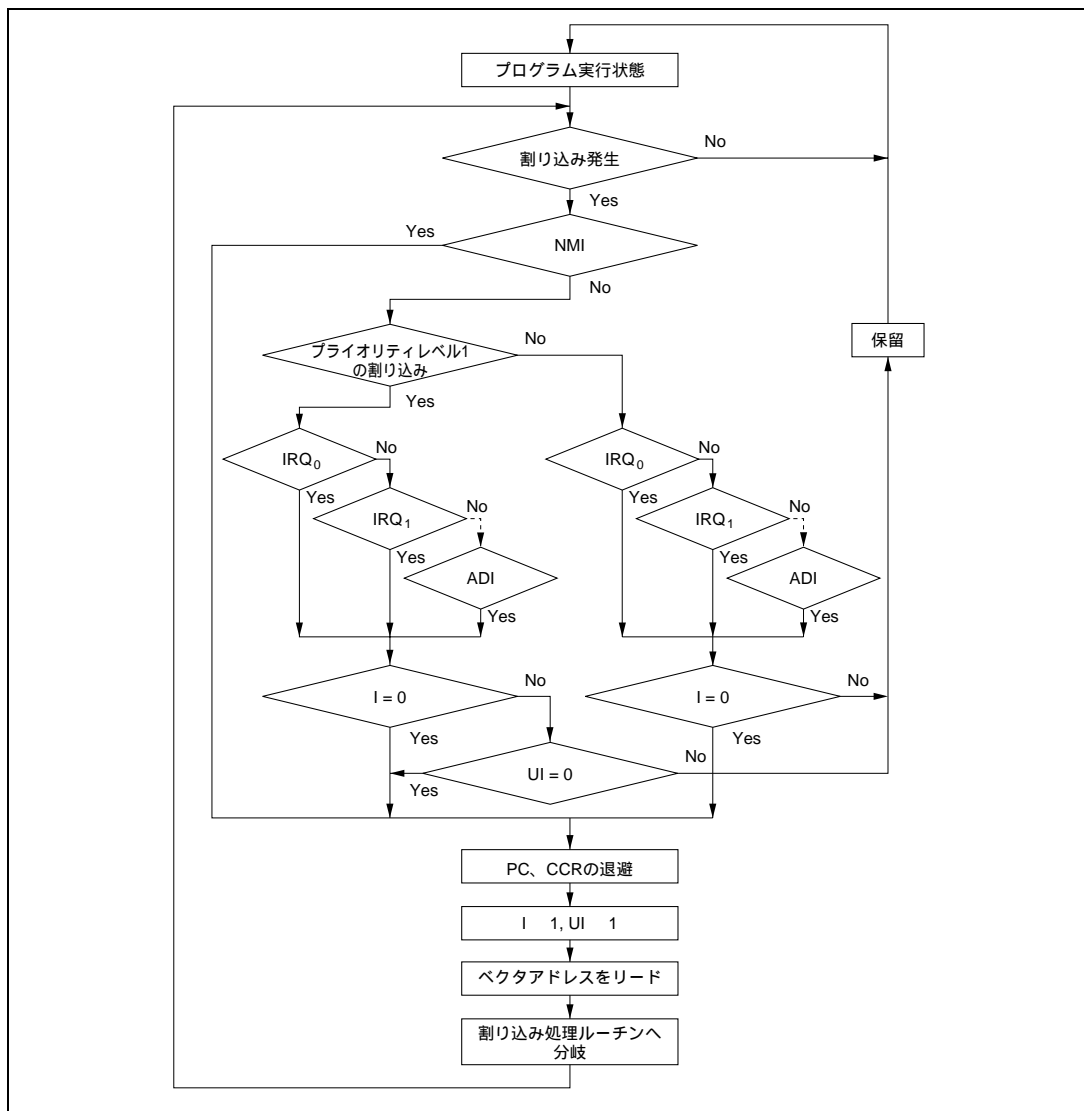 プログラム実行状態
割り込み発生
No
Yes
NMI
Yes
No
プライオリティレベル1
の割り込み
No
Yes
保留
IRQ0
No
Yes
IRQ1
No
Yes
ADI
Yes
IRQ0
No
Yes
IRQ1
No
Yes
ADI
Yes
I = 0
No
Yes
I = 0
No
Yes
UI = 0
No
Yes
PC、CCRの退避
I 1, UI 1
ベクタアドレスをリード
割り込み処理ルーチンへ
分岐